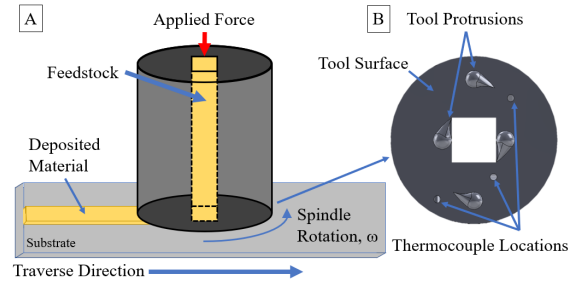 A
Applied Force
Feedstock
Deposited
Material
Substrate
Spindle
Rotation, ω
Traverse Direction
B
Tool Protrusions
Tool Surface
Thermocouple Locations